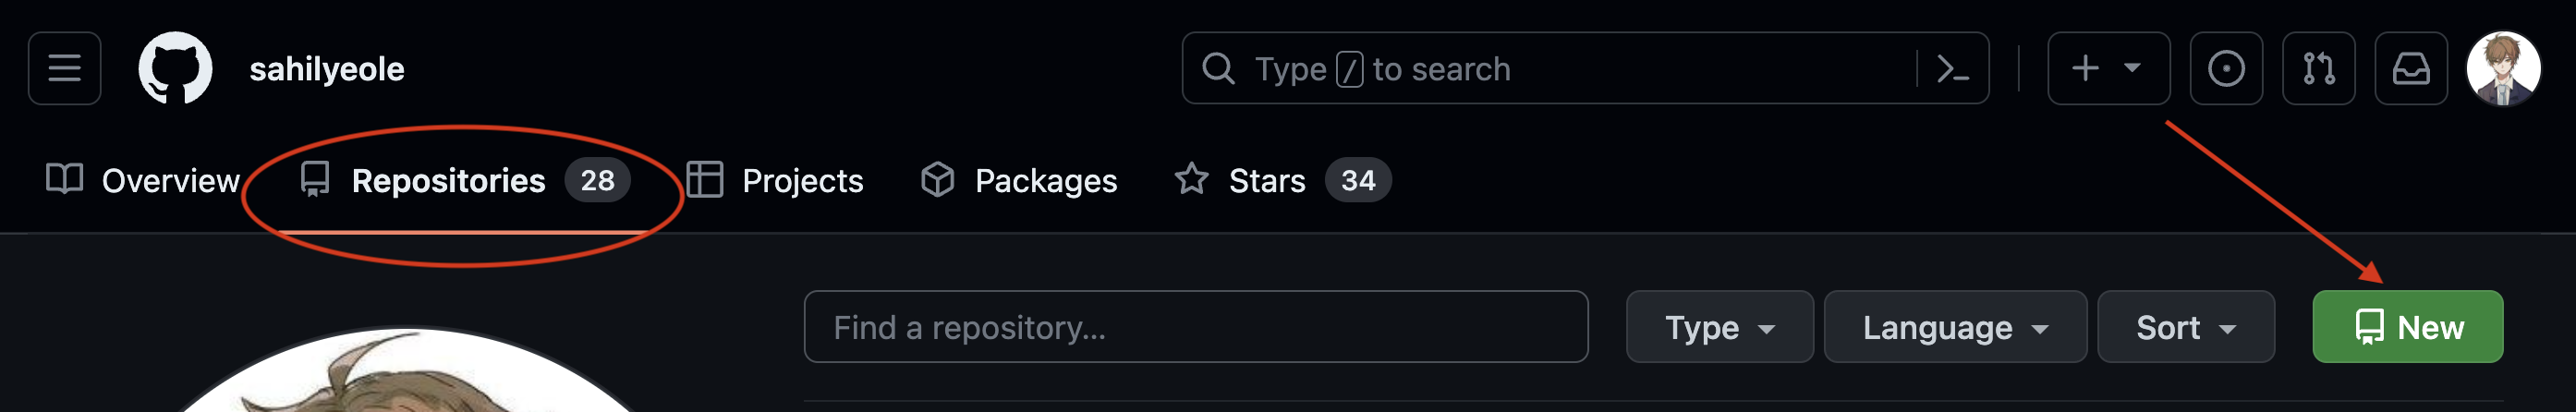 sahilyeole
Type / to search
Overview
Repositories 28
Projects
Packages
Stars 34
Find a repository...
Type
Language
Sort
New